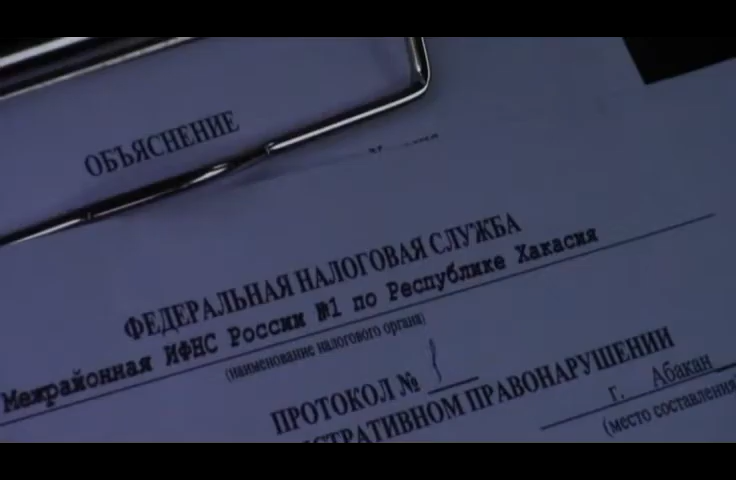 ОБЪЯСНЕНИЕ
ФЕДЕРАЛЬНАЯ НАЛОГОВАЯ СЛУЖБА
Межрайонная ИФНС России №1 по Республике Хакасия
(наименование налогового органа)
ПРОТОКОЛ №
ИСТРАТИВНОМ ПРАВОНАРУШЕНИИ
г. Абакан
(место составления